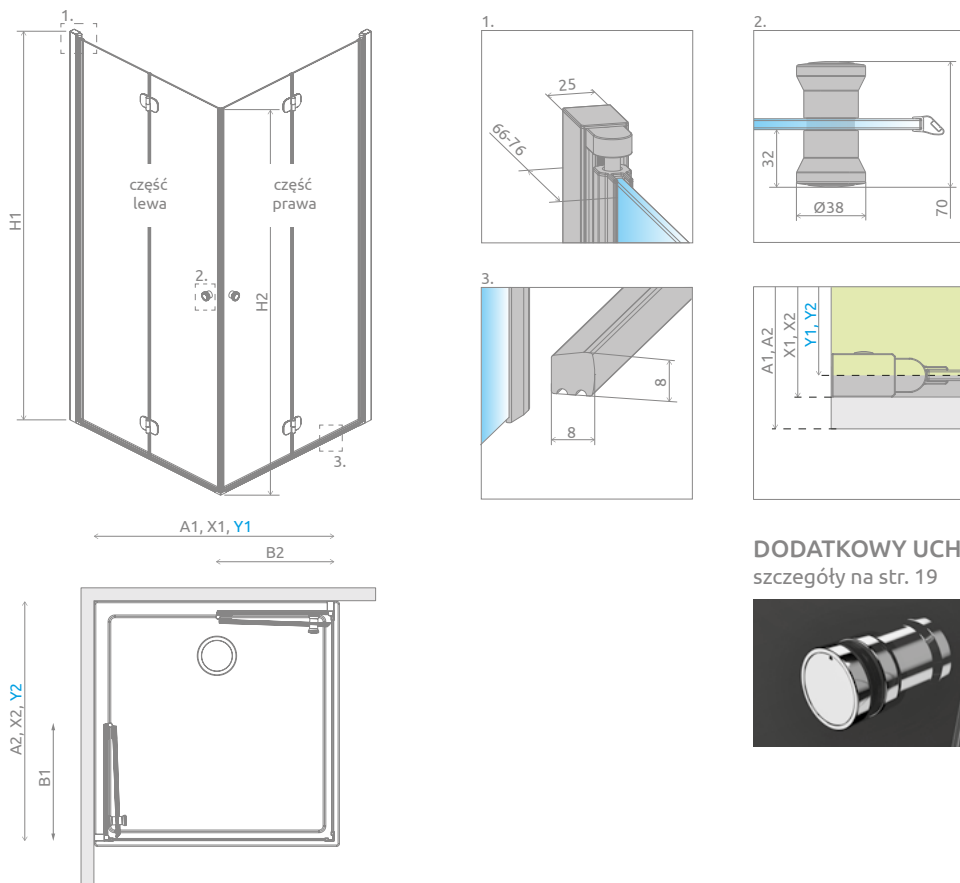 1.
H1
część
lewa
część
prawa
2.
H2
3.
A1, X1, Y1
B2
A2, X2, Y2
B1
1.
25
66-76
2.
32
Ø38
70
3.
8
8
A1, A2
X1, X2
Y1, Y2
DODATKOWY UCH
szczegóły na str. 19